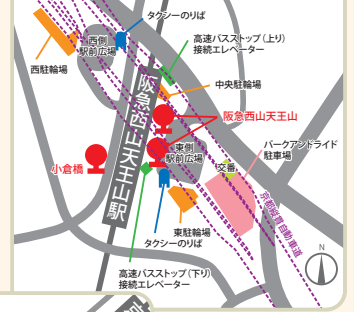 タクシーのりば
西側
駅前広場
高速バスストップ(上り)
接続エレベーター
西駐輪場
中央駐輪場
阪急西山天王山
阪急西山天王山駅
パークアンドライド
駐車場
東側
駅前広場
交番
小倉橋
京都縦貫自動車道
東駐輪場
タクシーのりば
N
高速バスストップ(下り)
接続エレベーター